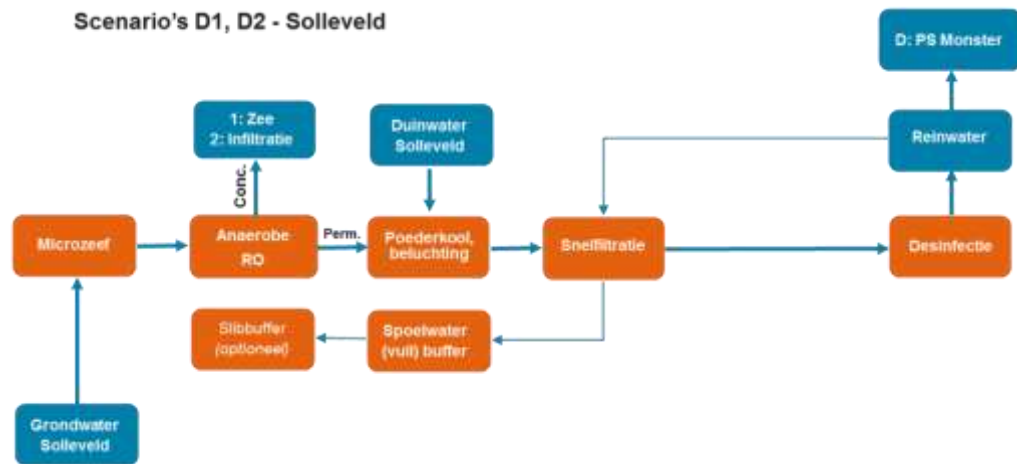 Scenario's D1, D2 - Solleveld
D: PS Monster
1: Zee
2: Infiltratie
Duinwater
Solleveld
Reinwater
Conc.
Microzeef
Anaerobe
RO
Perm.
Poederkool,
beluchting
Snelfiltratie
Desinfectie
Slibbuffer
(optioneel)
Spoelwater
(vuil) buffer
Grondwater
Solleveld